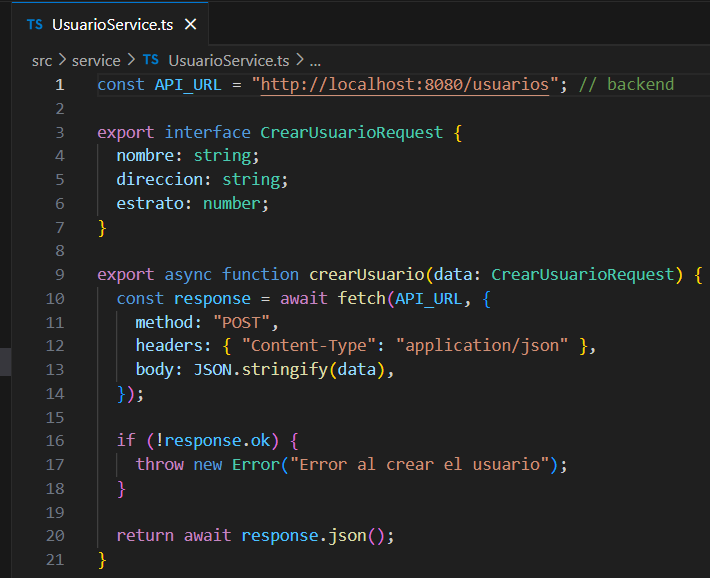 TS UsuarioService.ts ×
src > service > TS UsuarioService.ts > ...
1 const API_URL = "http://localhost:8080/usuarios"; // backend
2
3 export interface CrearUsuarioRequest {
4   nombre: string;
5   direccion: string;
6   estrato: number;
7 }
8
9 export async function crearUsuario(data: CrearUsuarioRequest) {
10   const response = await fetch(API_URL, {
11     method: "POST",
12     headers: { "Content-Type": "application/json" },
13     body: JSON.stringify(data),
14   });
15
16   if (!response.ok) {
17     throw new Error("Error al crear el usuario");
18   }
19
20   return await response.json();
21 }